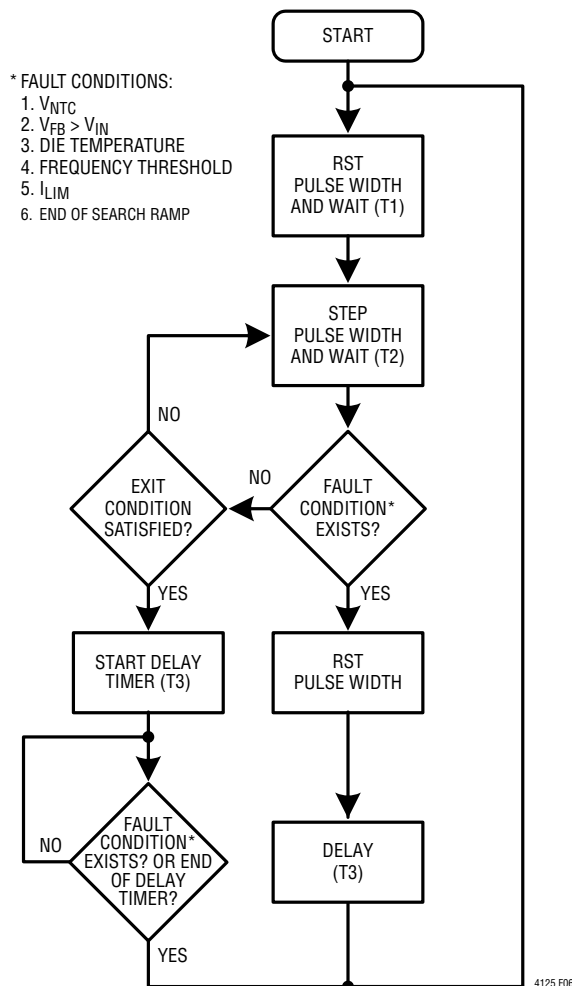 START
* FAULT CONDITIONS:
1. VNTC
2. VFB > VIN
3. DIE TEMPERATURE
4. FREQUENCY THRESHOLD
5. ILIM
6. END OF SEARCH RAMP
RST
PULSE WIDTH
AND WAIT (T1)
STEP
PULSE WIDTH
AND WAIT (T2)
NO
EXIT
CONDITION
SATISFIED?
NO
FAULT
CONDITION*
EXISTS?
YES
YES
START DELAY
TIMER (T3)
RST
PULSE WIDTH
NO
FAULT
CONDITION*
EXISTS? OR END
OF DELAY
TIMER?
DELAY
(T3)
YES
4125 F06